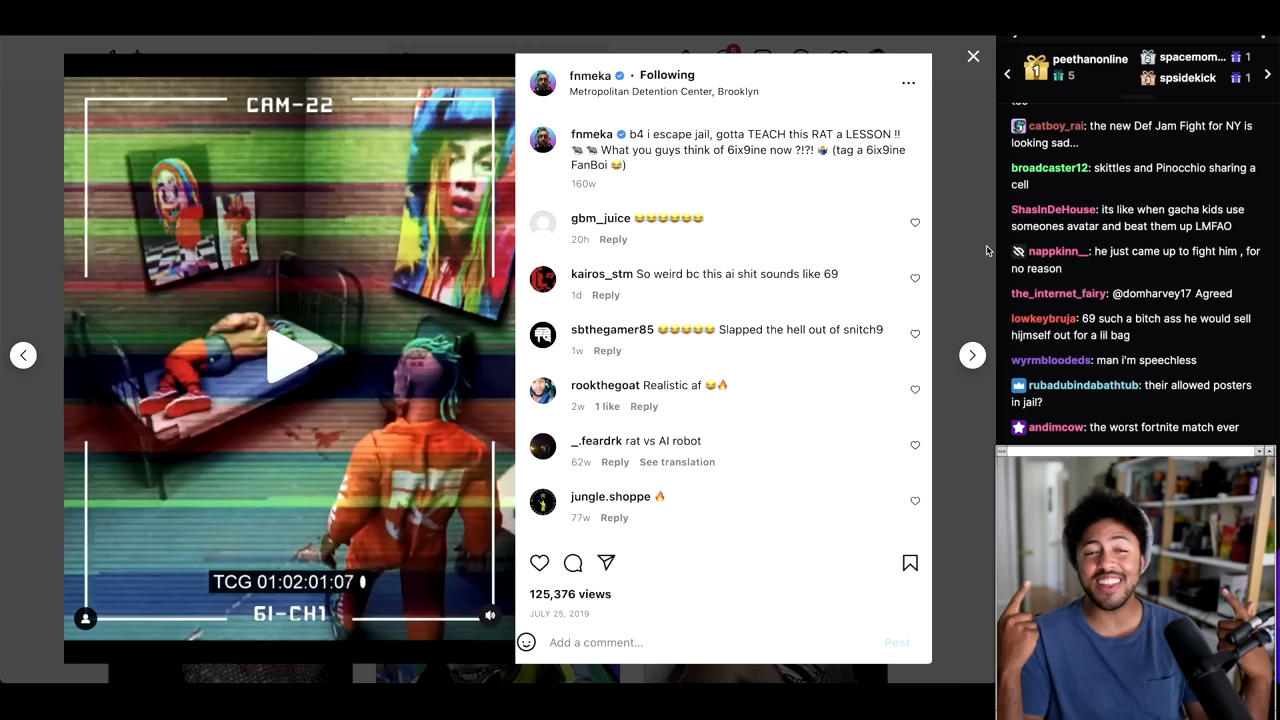 CAM-22
TCG 01:02:01:07
6I-CH1
fnmeka • Following
Metropolitan Detention Center, Brooklyn
fnmeka b4 i escape jail, gotta TEACH this RAT a LESSON !!
🐀 🐀 What you guys think of 6ix9ine now ?!?! (tag a 6ix9ine
FanBoi 😂)
160w
gbm_juice 😂😂😂😂😂😂
20h Reply
kairos_stm So weird bc this ai shit sounds like 69
1d Reply
sbthegamer85 😂😂😂😂😂 Slapped the hell out of snitch9
1w Reply
rookthegoat Realistic af 😂🔥
2w 1 like Reply
_.feardrk rat vs AI robot
62w Reply See translation
jungle.shoppe 🔥
77w Reply
125,376 views
JULY 25, 2019
Add a comment...
Post
peethanonline
5
1
spacemom... 1
2
spsidekick 1
catboy_rai: the new Def Jam Fight for NY is
looking sad...
broadcaster12: skittles and Pinocchio sharing a
cell
ShasInDeHouse: its like when gacha kids use
someones avatar and beat them up LMFAO
nappkinn__: he just came up to fight him , for
no reason
the_internet_fairy: @domharvey17 Agreed
lowkeybruja: 69 such a bitch ass he would sell
hijmself out for a lil bag
wyrmbloodeds: man i'm speechless
rubadubindabathtub: their allowed posters
in jail?
andimcow: the worst fortnite match ever